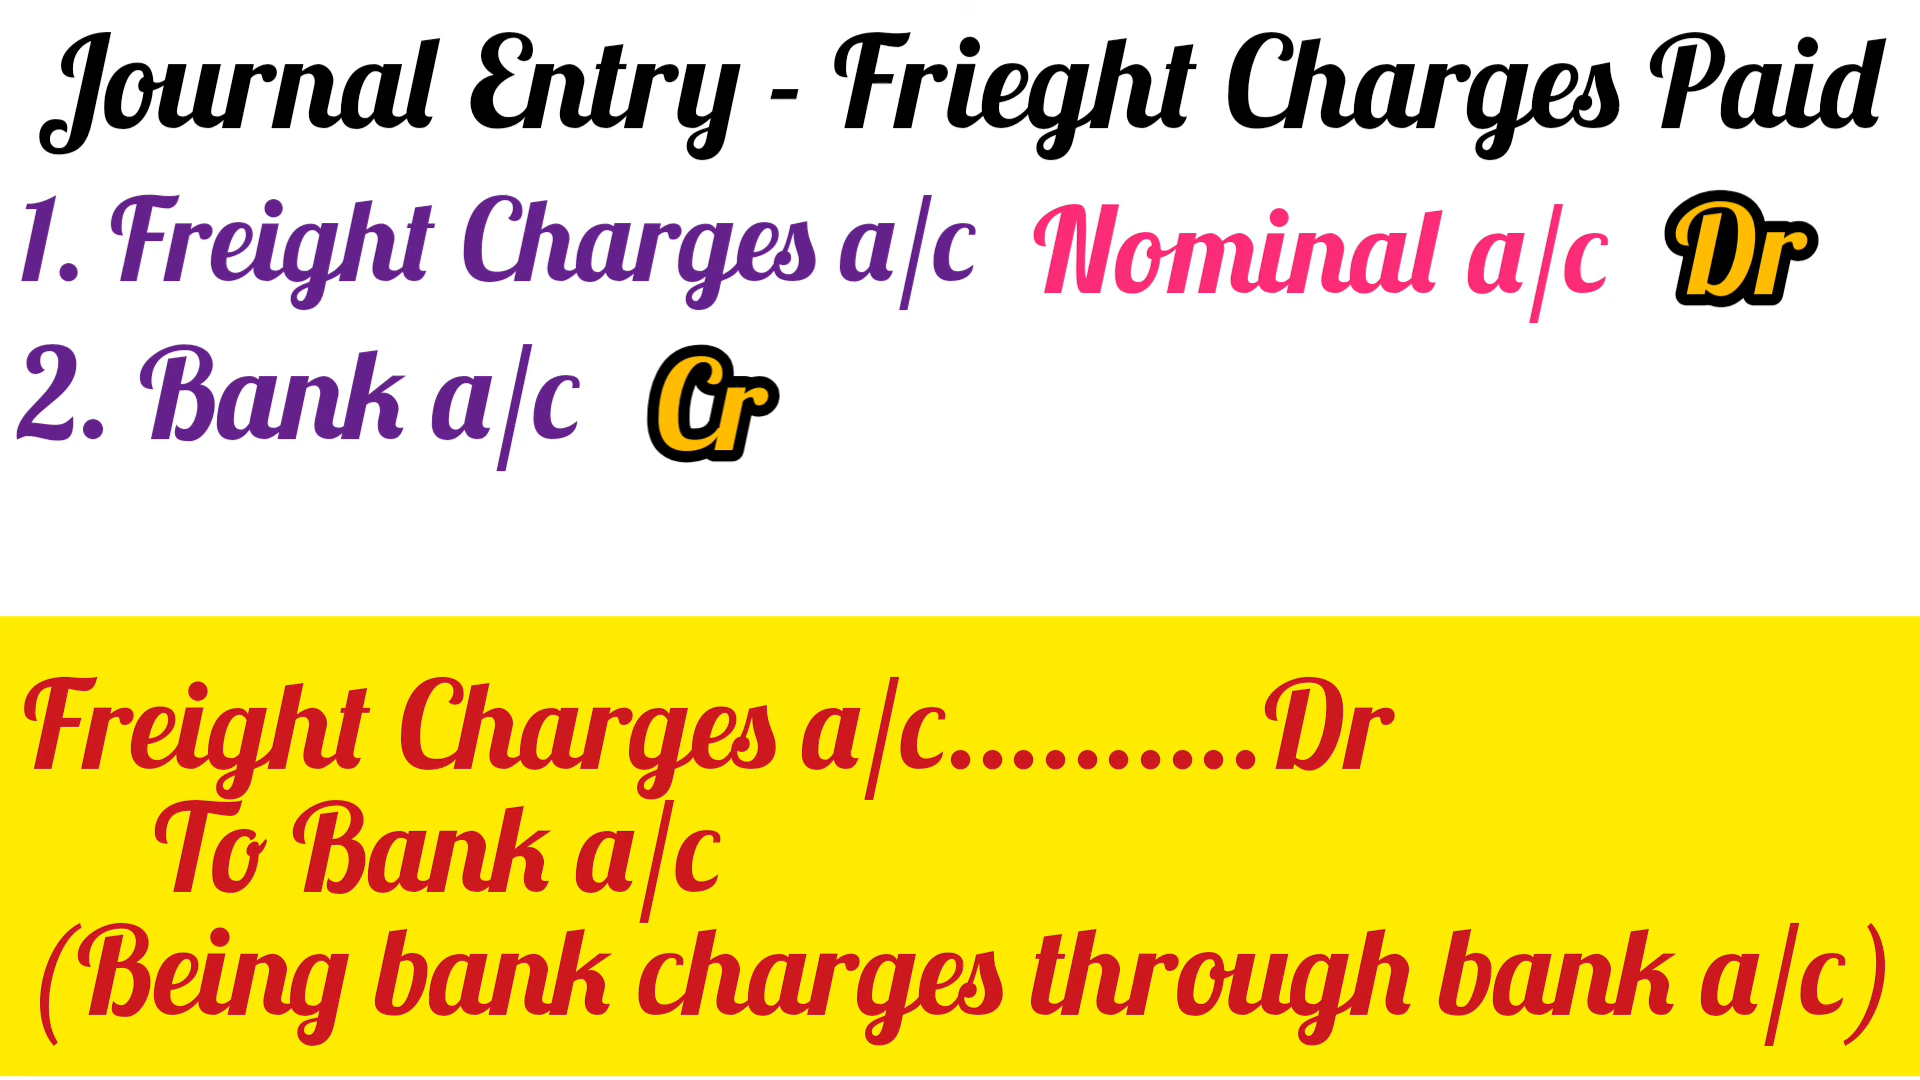 Journal Entry - Frieght Charges Paid
1. Freight Charges a/c Nominal a/c Dr
2. Bank a/c Cr
Freight Charges a/c..........Dr
To Bank a/c
(Being bank charges through bank a/c)